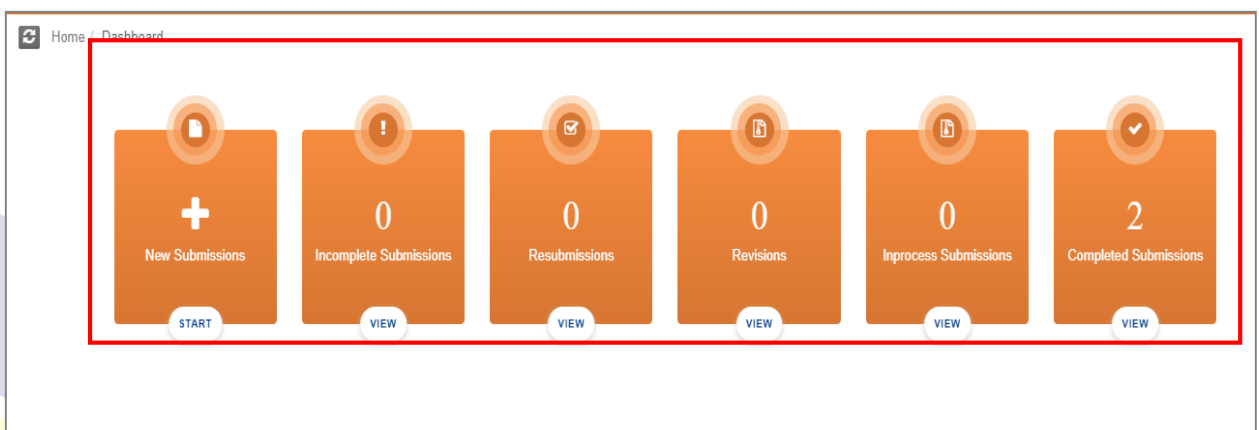 Home / Dashboard
+
New Submissions
START
!
0
Incomplete Submissions
VIEW
0
Resubmissions
VIEW
0
Revisions
VIEW
0
Inprocess Submissions
VIEW
2
Completed Submissions
VIEW